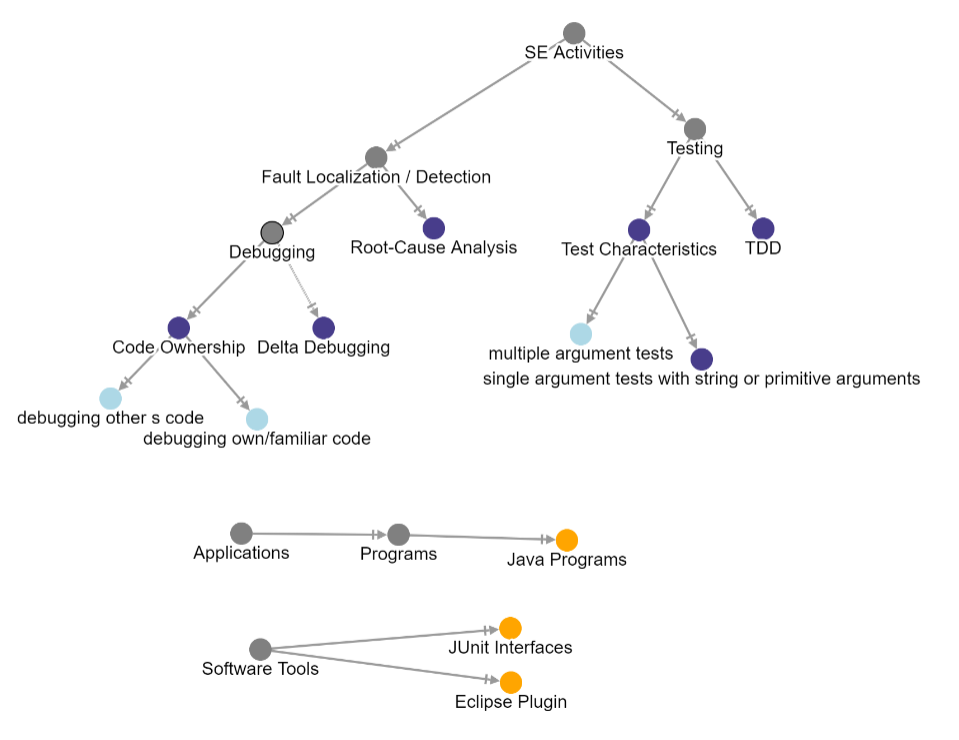 SE Activities
Testing
Fault Localization / Detection
Debugging
Root-Cause Analysis
Test Characteristics
TDD
Code Ownership
Delta Debugging
multiple argument tests
single argument tests with string or primitive arguments
debugging other s code
debugging own/familiar code
Applications
Programs
Java Programs
JUnit Interfaces
Software Tools
Eclipse Plugin